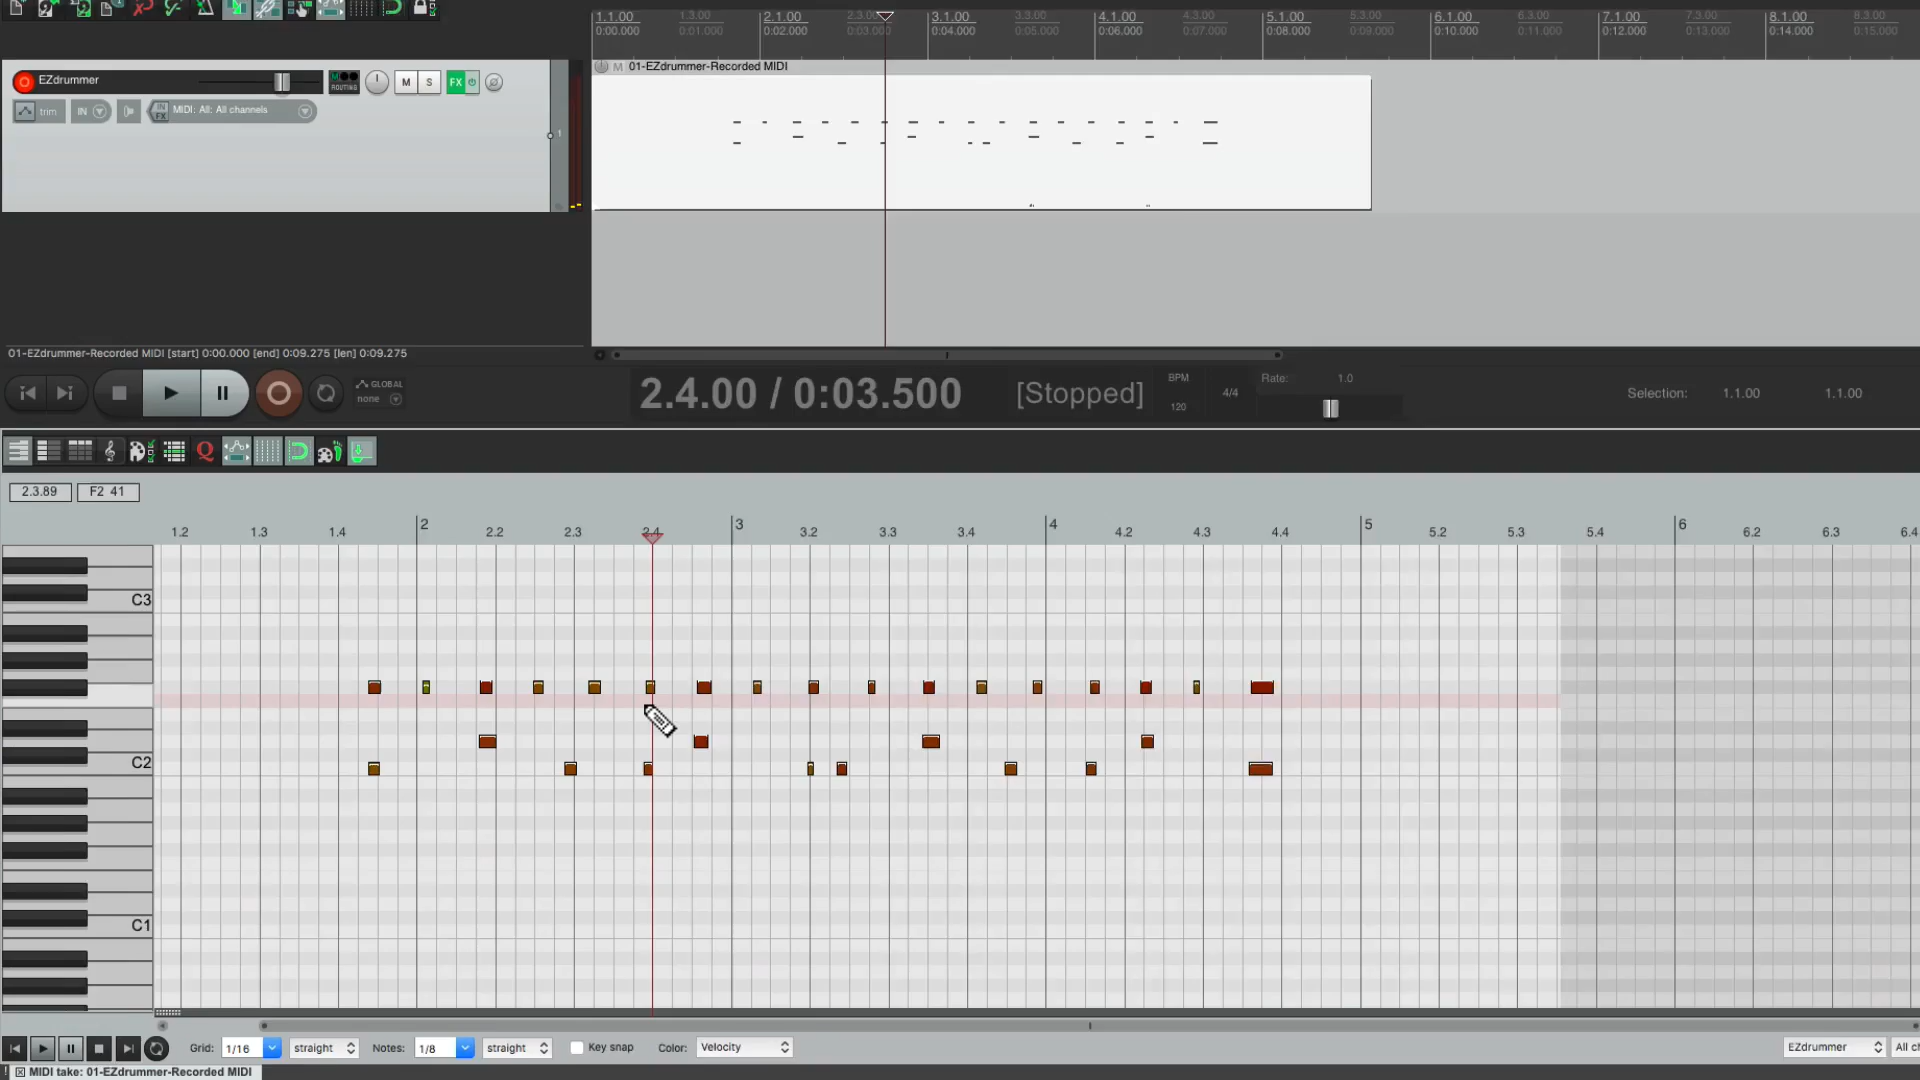 1.1.00 1.3.00 2.1.00 2.3.00 3.1.00 3.3.00 4.1.00 4.3.00 5.1.00 5.3.00 6.1.00 6.3.00 7.1.00 7.3.00 8.1.00 8.3.00
0:00.000 0:01.000 0:02.000 0:03.000 0:04.000 0:05.000 0:06.000 0:07.000 0:08.000 0:09.000 0:10.000 0:11.000 0:12.000 0:13.000 0:14.000 0:15.000
M 01-EZdrummer-Recorded MIDI
EZdrummer ROUTING M S FX
trim IN IN FX MIDI: All: All channels
1
01-EZdrummer-Recorded MIDI [start] 0:00.000 [end] 0:09.275 [len] 0:09.275
GLOBAL
none
2.4.00 / 0:03.500 [Stopped]
BPM
120
4/4
Rate: 1.0
Selection: 1.1.00 1.1.00
Q
2.3.89 F2 41
1.2 1.3 1.4 2 2.2 2.3 2.4 3 3.2 3.3 3.4 4 4.2 4.3 4.4 5 5.2 5.3 5.4 6 6.2 6.3 6.4
C3
C2
C1
Grid: 1/16 straight Notes: 1/8 straight Key snap Color: Velocity EZdrummer All
! MIDI take: 01-EZdrummer-Recorded MIDI